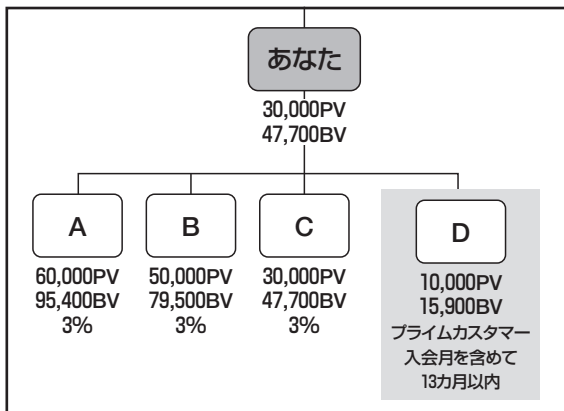 あなた
30,000PV
47,700BV
A
60,000PV
95,400BV
3%
B
50,000PV
79,500BV
3%
C
30,000PV
47,700BV
3%
D
10,000PV
15,900BV
プライムカスタマー
入会月を含めて
13カ月以内